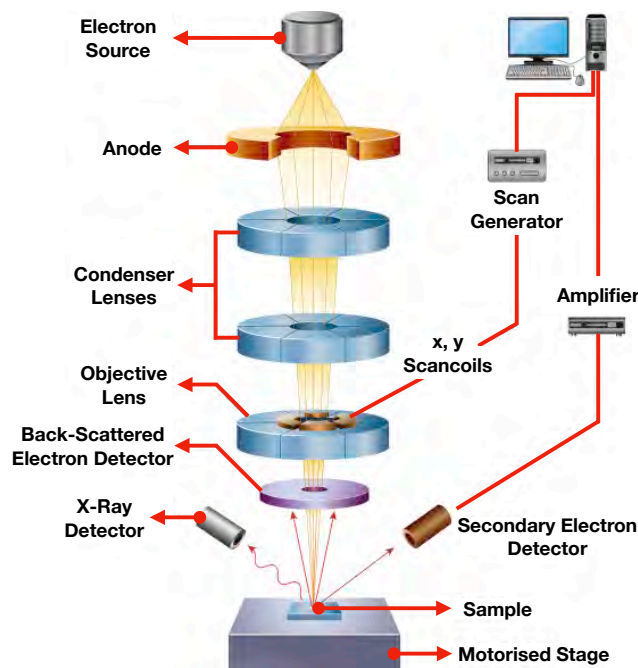 Electron
Source
Anode
Scan
Generator
Condenser
Lenses
Amplifier
x, y
Scancoils
Objective
Lens
Back-Scattered
Electron Detector
X-Ray
Detector
Secondary Electron
Detector
Sample
Motorised Stage